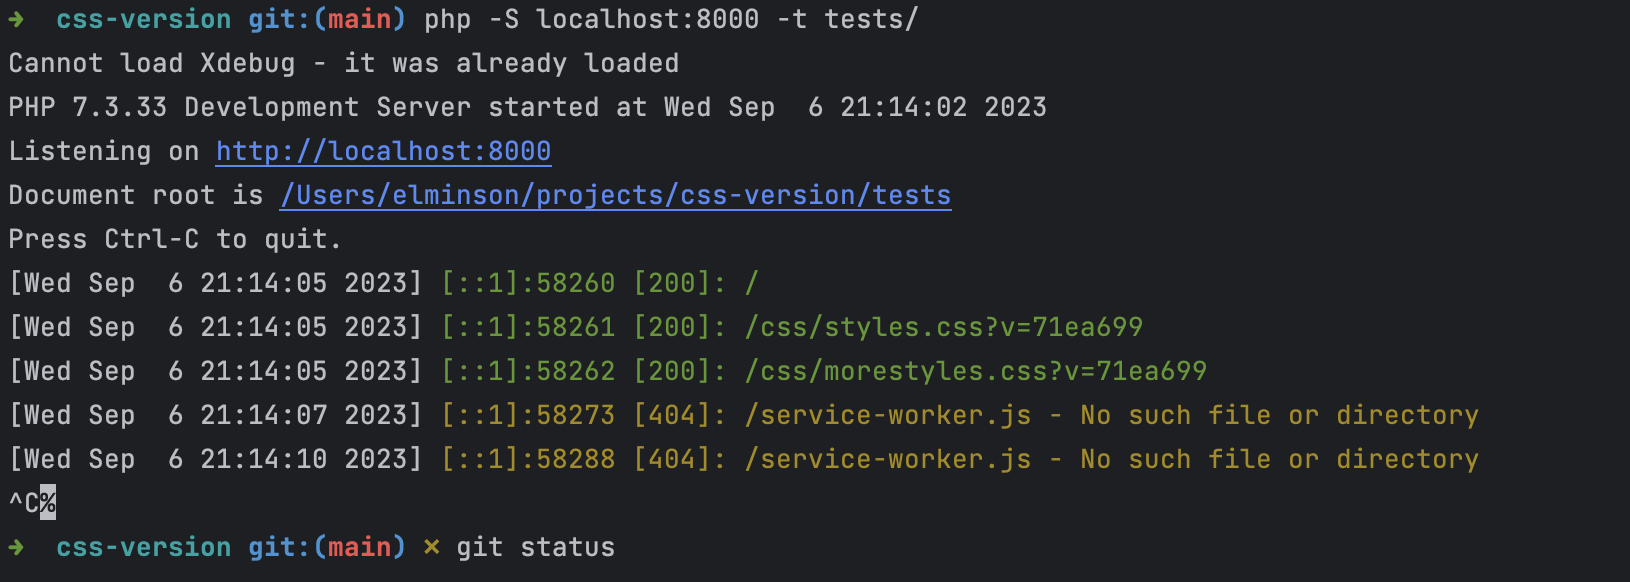 ➜  css-version git:(main) php -S localhost:8000 -t tests/
Cannot load Xdebug - it was already loaded
PHP 7.3.33 Development Server started at Wed Sep  6 21:14:02 2023
Listening on http://localhost:8000
Document root is /Users/elminson/projects/css-version/tests
Press Ctrl-C to quit.
[Wed Sep  6 21:14:05 2023] [::1]:58260 [200]: /
[Wed Sep  6 21:14:05 2023] [::1]:58261 [200]: /css/styles.css?v=71ea699
[Wed Sep  6 21:14:05 2023] [::1]:58262 [200]: /css/morestyles.css?v=71ea699
[Wed Sep  6 21:14:07 2023] [::1]:58273 [404]: /service-worker.js - No such file or directory
[Wed Sep  6 21:14:10 2023] [::1]:58288 [404]: /service-worker.js - No such file or directory
^C%
➜  css-version git:(main) ✗ git status